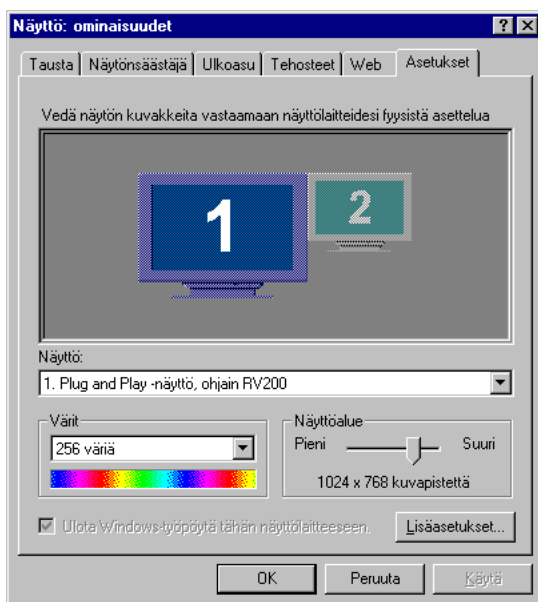 Näyttö: ominaisuudet
Tausta Näytönsäästäjä Ulkoasu Tehosteet Web Asetukset
Vedä näytön kuvakkeita vastaamaan näyttölaitteidesi fyysistä asettelua
1 2
Näyttö:
1. Plug and Play -näyttö, ohjain RV200
Värit Näyttöalue
256 väriä Pieni Suuri
1024 x 768 kuvapistettä
Ulota Windows-työpöytä tähän näyttölaitteeseen. Lisäasetukset...
OK Peruuta Käytä